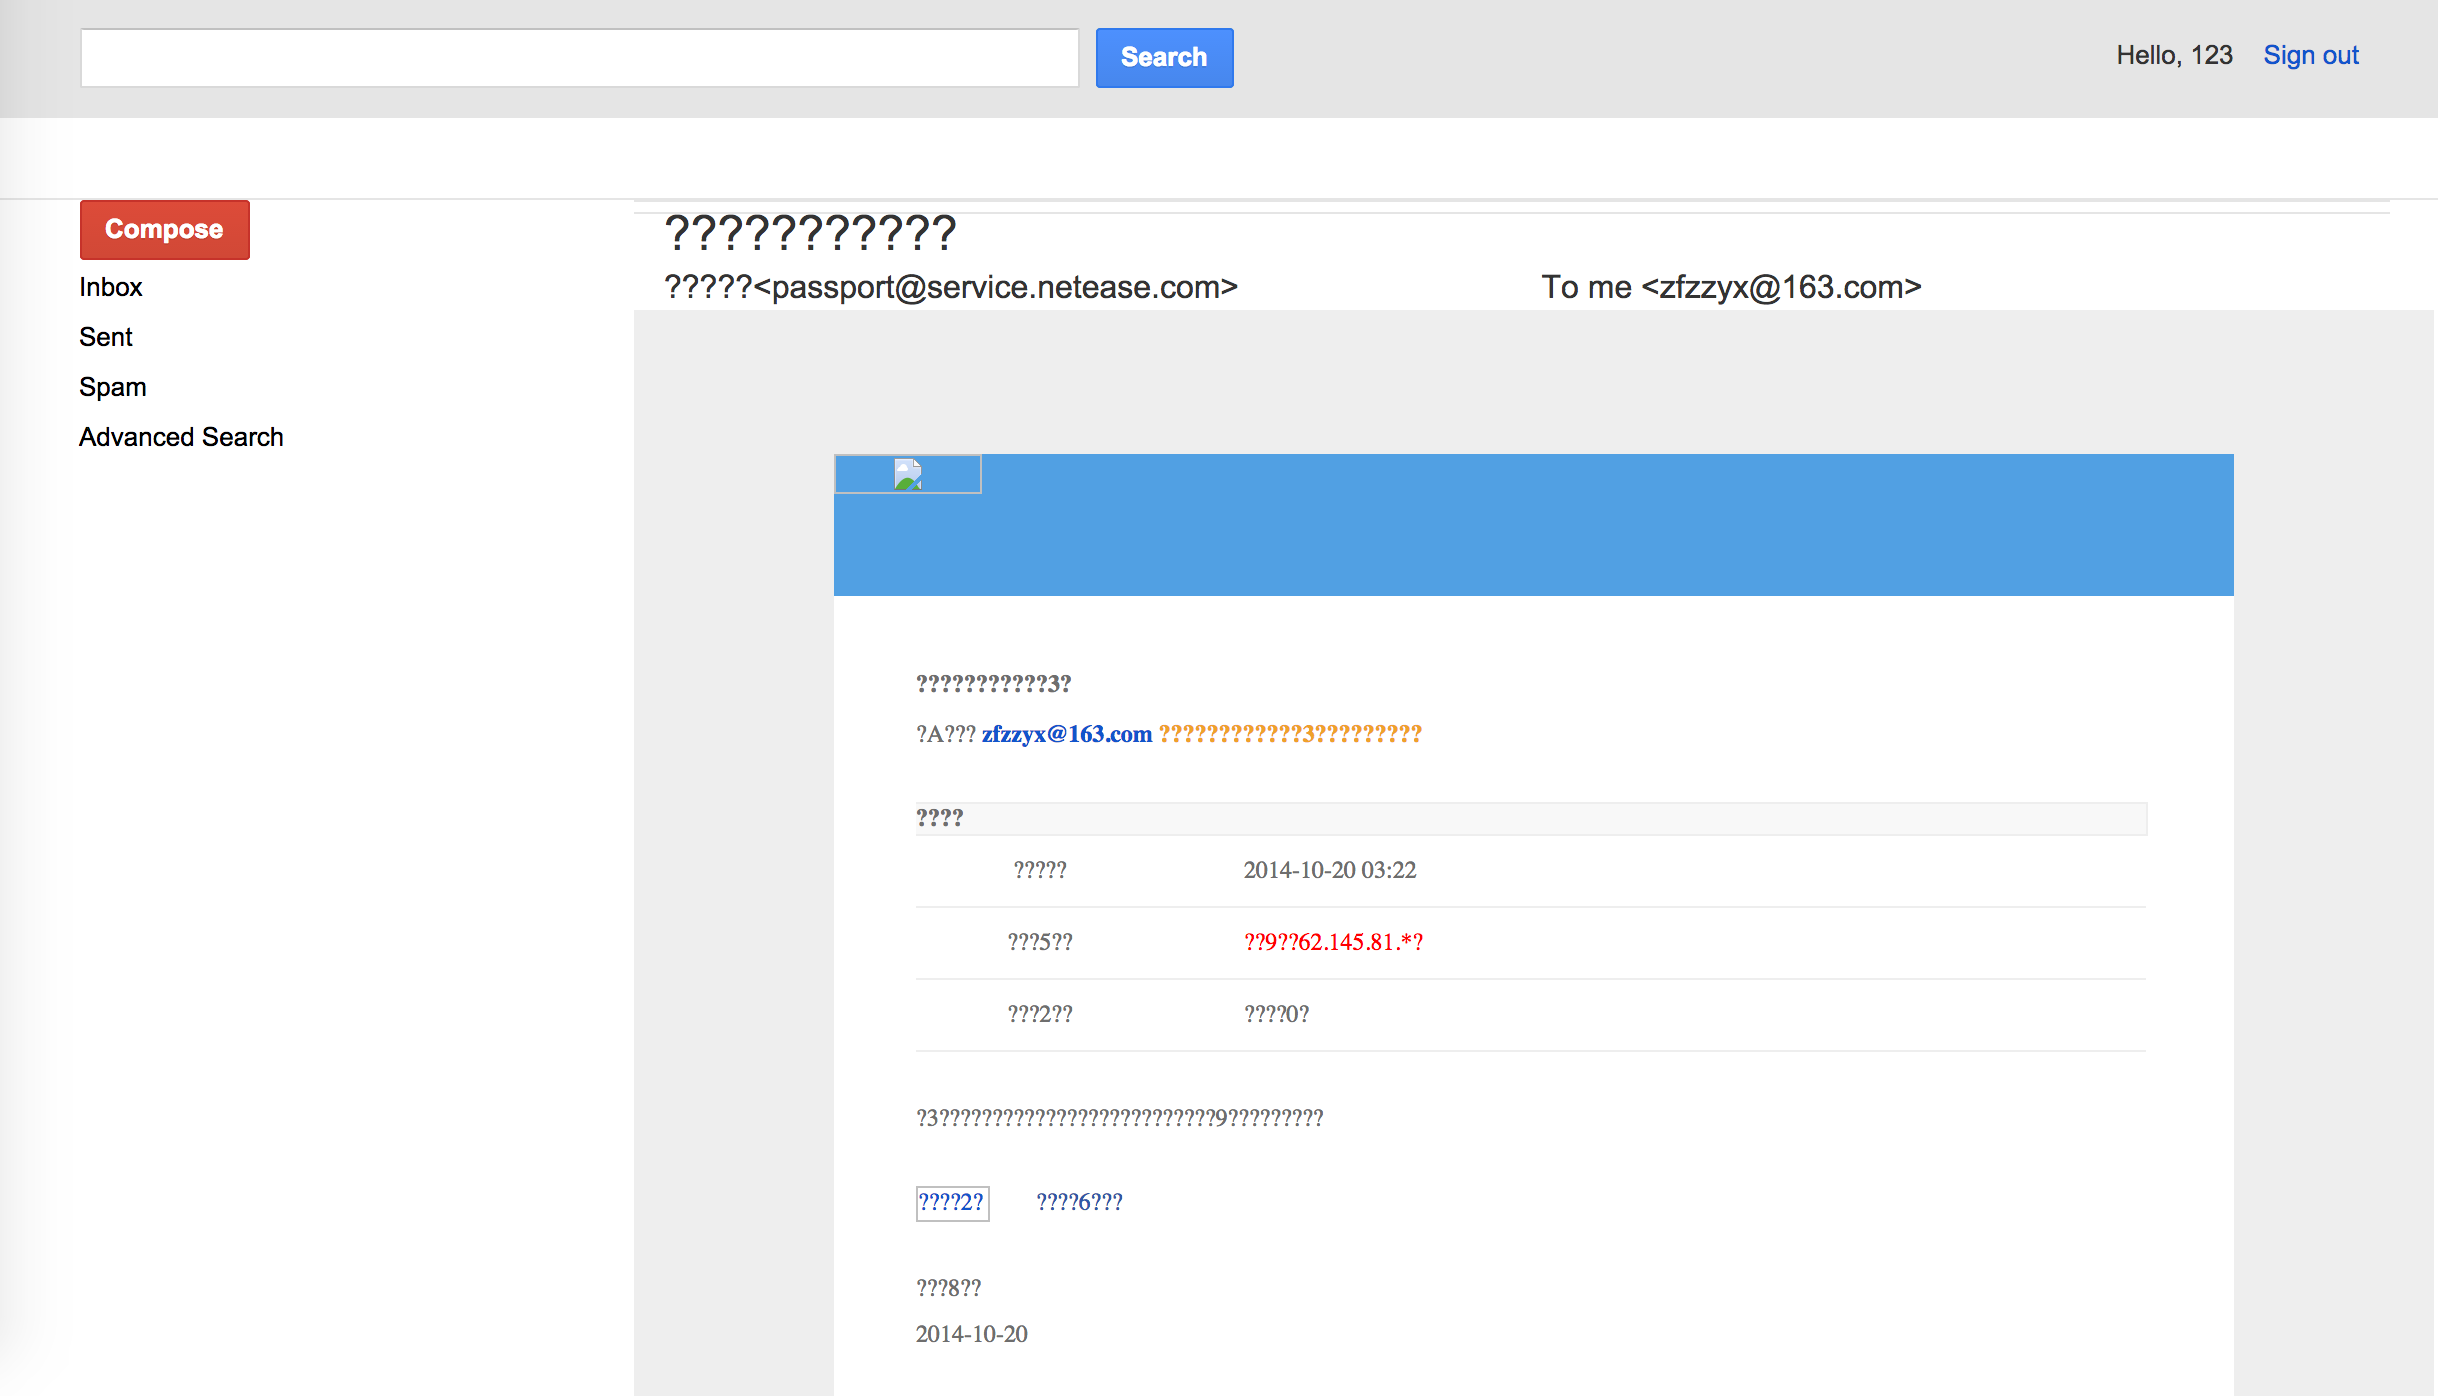 Search
Hello, 123 Sign out
Compose
Inbox
Sent
Spam
Advanced Search
???????????
?????<passport@service.netease.com> To me <zfzzyx@163.com>
???????????3?
?A??? zfzzyx@163.com ????????????3?????????
????
????? 2014-10-20 03:22
???5?? ??9??62.145.81.*?
???2?? ????0?
?3??????????????????????????9?????????
????2? ????6???
???8??
2014-10-20